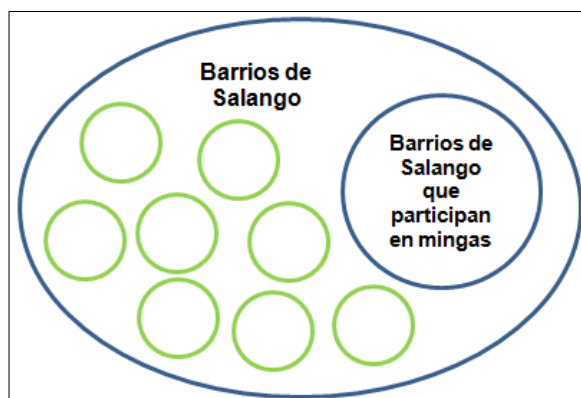 Barrios de
Salango
Barrios de
Salango
que
participan
en mingas